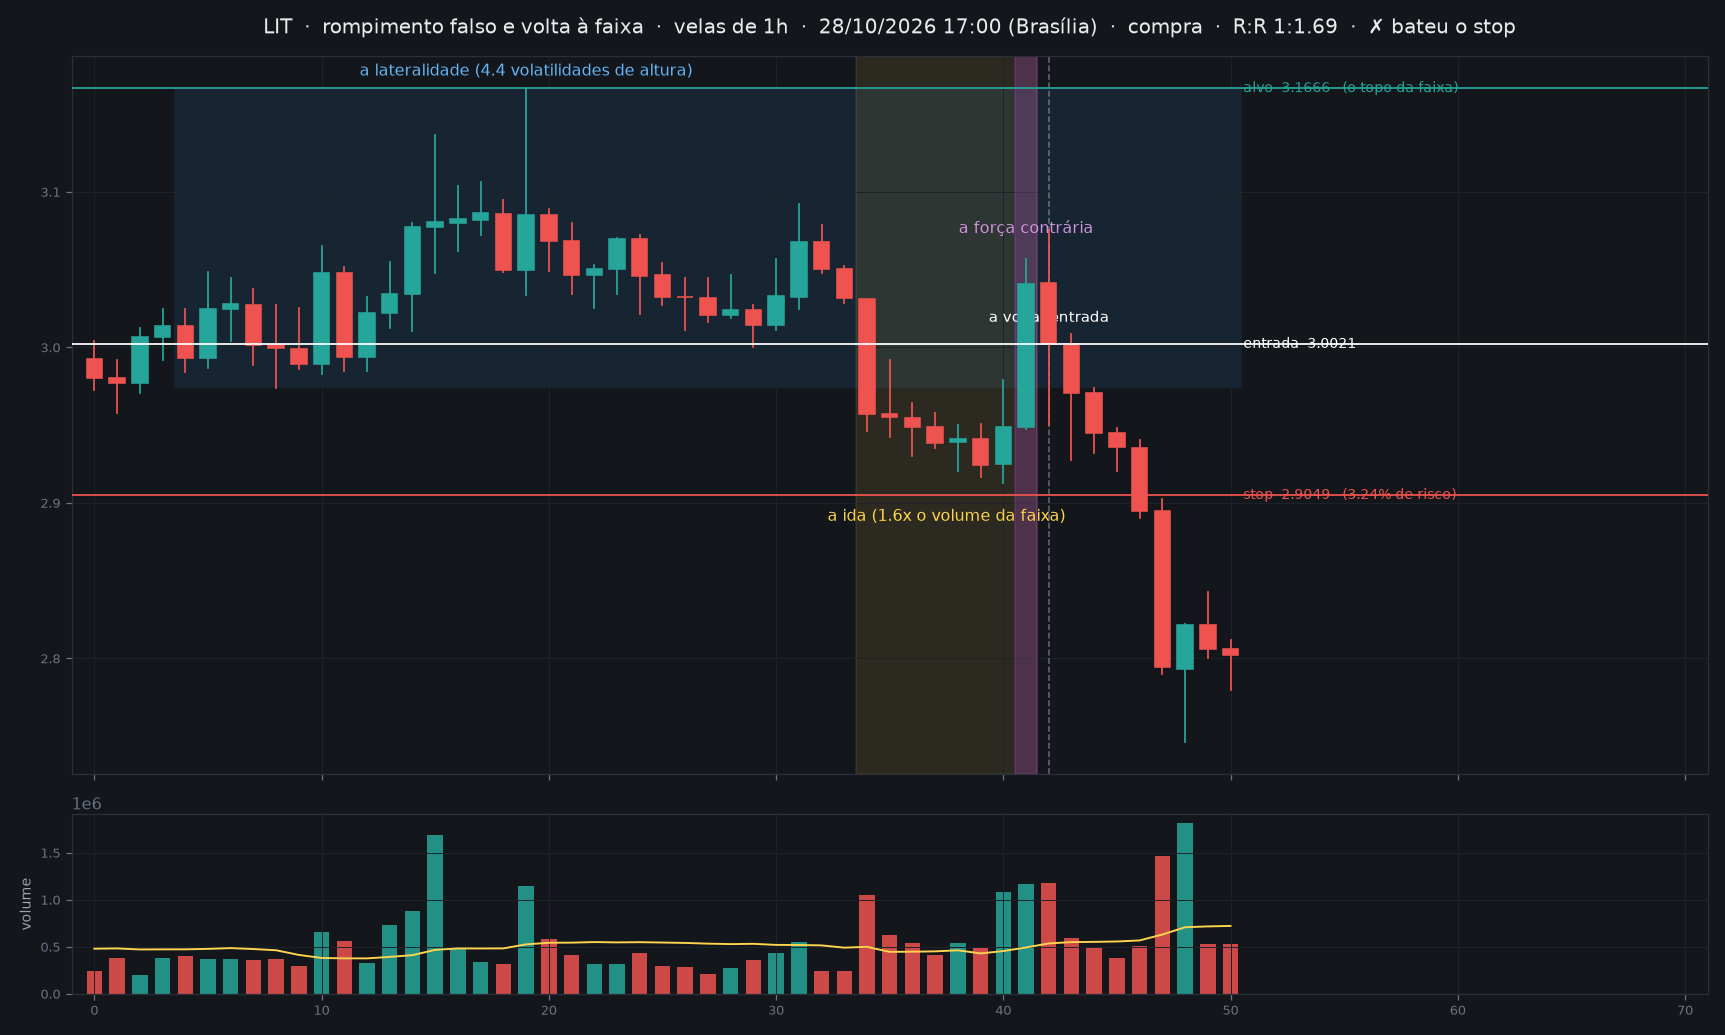 LIT · rompimento falso e volta à faixa · velas de 1h · 28/10/2026 17:00 (Brasília) · compra · R:R 1:1.69 · ✗ bateu o stop
a lateralidade (4.4 volatilidades de altura)
alvo 3.1666 (o topo da faixa)
3.1
a força contrária
a entrada
3.0
entrada 3.0021
2.9
stop 2.9049 (3.24% de risco)
a ida (1.6x o volume da faixa)
2.8
1e6
1.5
1.0
0.5
0.0
volume
0 10 20 30 40 50 60 70